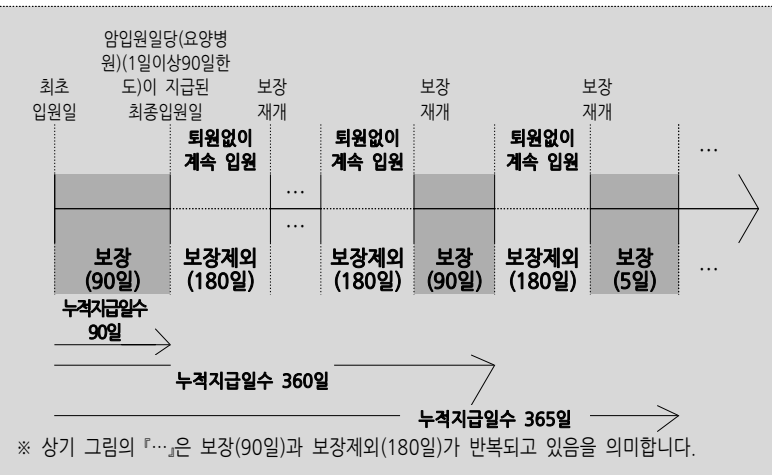 암입원일당(요양병
원)(1일이상90일한
도)이 지급된
최종입원일
최초
입원일
보장
재개
보장
재개
보장
재개
퇴원없이
계속 입원
퇴원없이
계속 입원
퇴원없이
계속 입원
…
…
…
보장
(90일)
보장제외
(180일)
보장제외
(180일)
보장
(90일)
보장제외
(180일)
보장
(5일)
…
누적지급일수
90일
누적지급일수 360일
누적지급일수 365일
※ 상기 그림의 『…』은 보장(90일)과 보장제외(180일)가 반복되고 있음을 의미합니다.